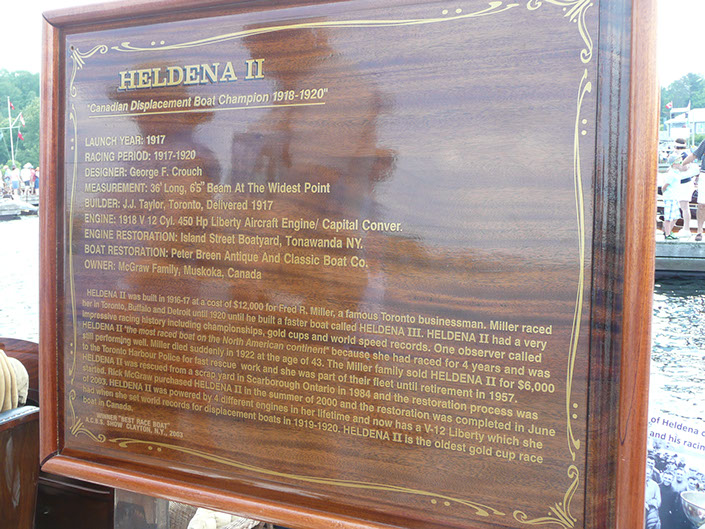 HELDENA II
"Canadian Displacement Boat Champion 1918-1920"
LAUNCH YEAR: 1917
RACING PERIOD: 1917-1920
DESIGNER: George F. Crouch
MEASUREMENT: 36' Long, 6'5" Beam At The Widest Point
BUILDER: J.J. Taylor, Toronto, Delivered 1917
ENGINE: 1918 V 12 Cyl. 450 Hp Liberty Aircraft Engine/ Capital Conver.
ENGINE RESTORATION: Island Street Boatyard, Tonawanda NY.
BOAT RESTORATION: Peter Breen Antique And Classic Boat Co.
OWNER: McGraw Family, Muskoka, Canada
HELDENA II was built in 1916-17 at a cost of $12,000 for Fred R. Miller, a famous Toronto businessman. Miller raced
her in Toronto, Buffalo and Detroit until 1920 until he built a faster boat called HELDENA III. HELDENA II had a very
impressive racing history including championships, gold cups and world speed records. One observer called
HELDENA II "the most raced boat on the North American continent" because she had raced for 4 years and was
still performing well. Miller died suddenly in 1922 at the age of 43. The Miller family sold HELDENA II for $6,000
to the Toronto Harbour Police for fast rescue work and she was part of their fleet until retirement in 1957.
HELDENA II was rescued from a scrap yard in Scarborough Ontario in 1984 and the restoration process was
started. Rick McGraw purchased HELDENA II in the summer of 2000 and the restoration was completed in June
of 2003. HELDENA II was powered by 4 different engines in her lifetime and now has a V-12 Liberty which she
had when she set world records for displacement boats in 1919-1920. HELDENA II is the oldest gold cup race
boat in Canada.
WINNER "BEST RACE BOAT"
A.C.B.S. SHOW CLAYTON, N.Y., 2003
of Heldena
and his racin